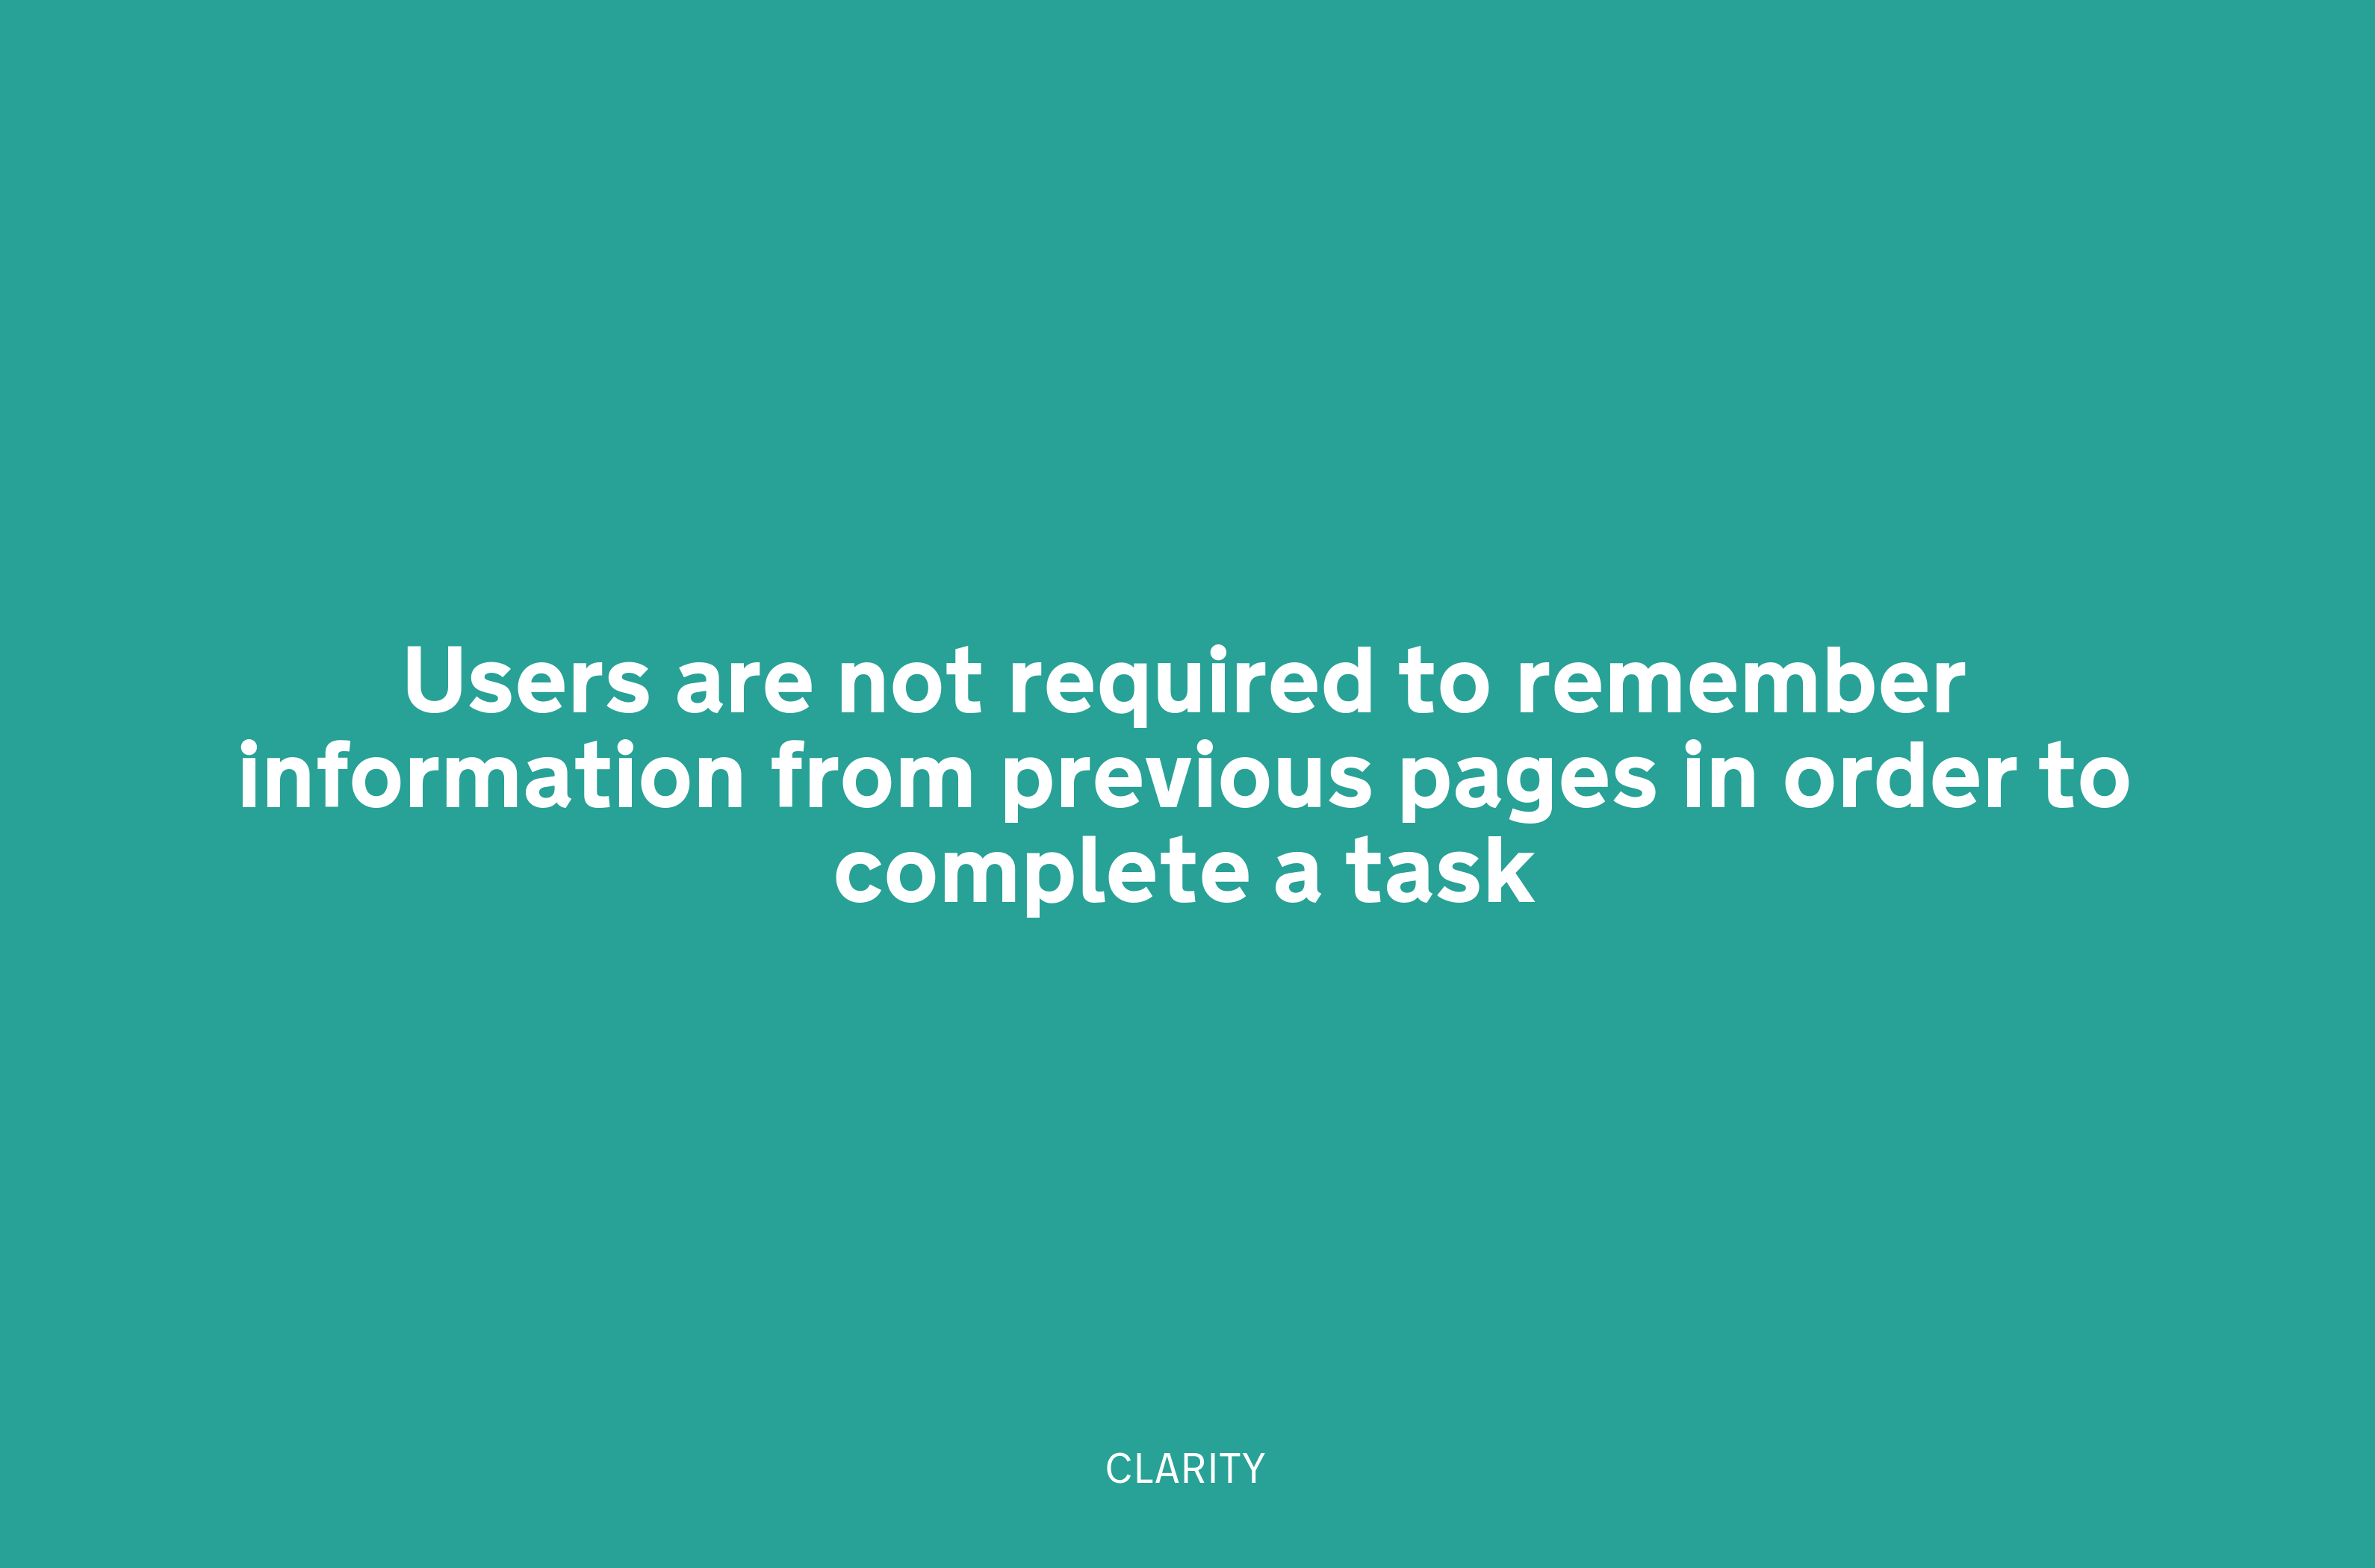 Users are not required to remember
information from previous pages in order to
complete a task
CLARITY